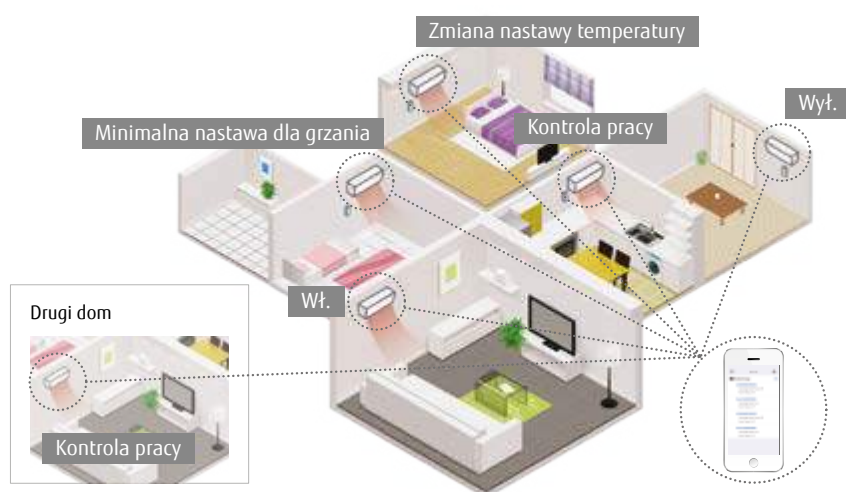 Zmiana nastawy temperatury
Wył.
Minimalna nastawa dla grzania
Kontrola pracy
Wł.
Drugi dom
Kontrola pracy